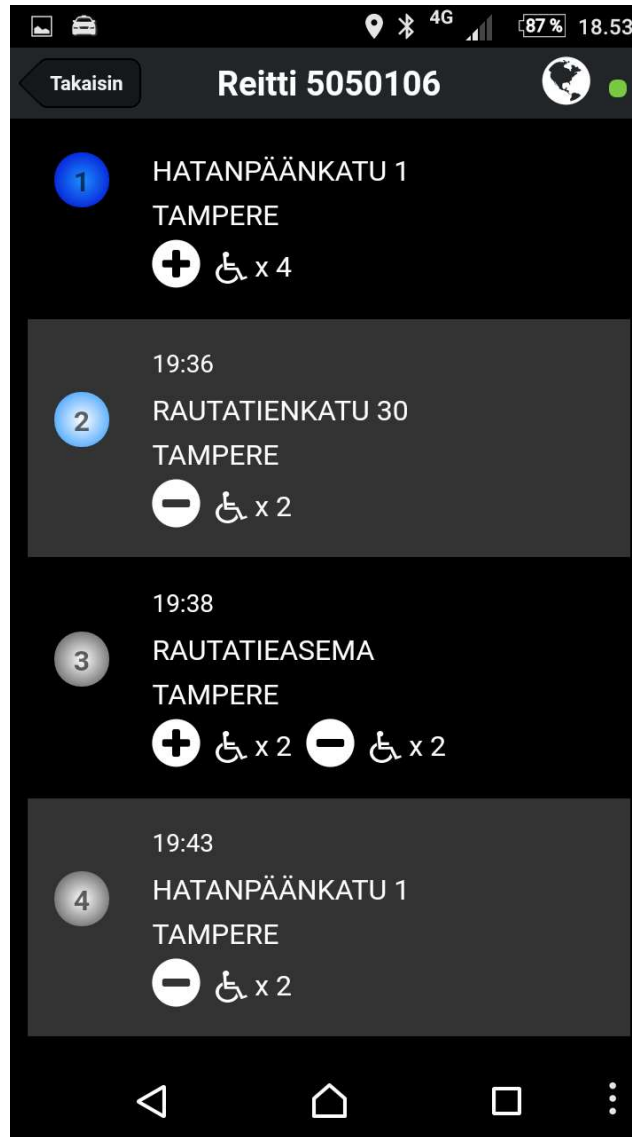 4G 87 % 18.53
Takaisin Reitti 5050106
1 HATANPÄÄNKATU 1
TAMPERE
x 4
19:36
2 RAUTATIENKATU 30
TAMPERE
x 2
19:38
3 RAUTATIEASEMA
TAMPERE
x 2 x 2
19:43
4 HATANPÄÄNKATU 1
TAMPERE
x 2